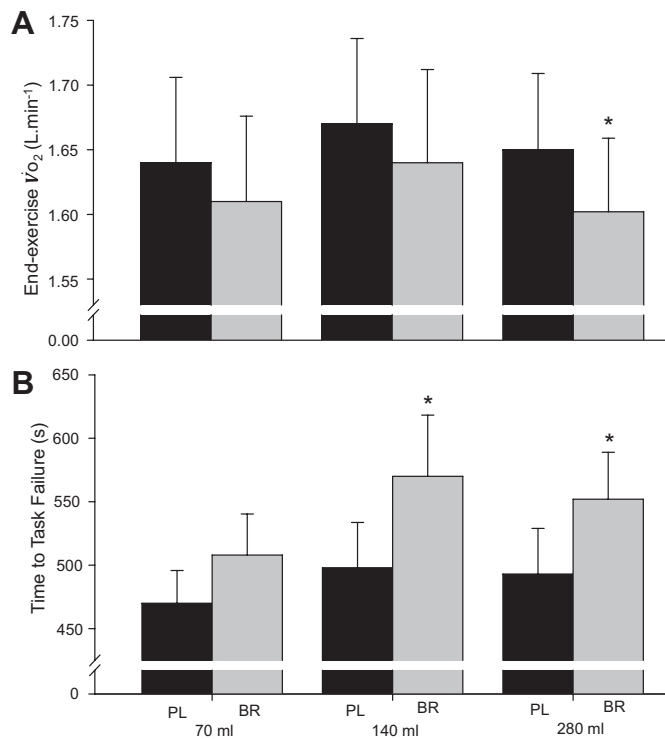 A
End-exercise V̇o₂ (L.min⁻¹)
1.75
1.70
1.65
1.60
1.55
0.00
*
B
Time to Task Failure (s)
650
600
550
500
450
0
*
*
PL BR PL BR PL BR
70 ml 140 ml 280 ml